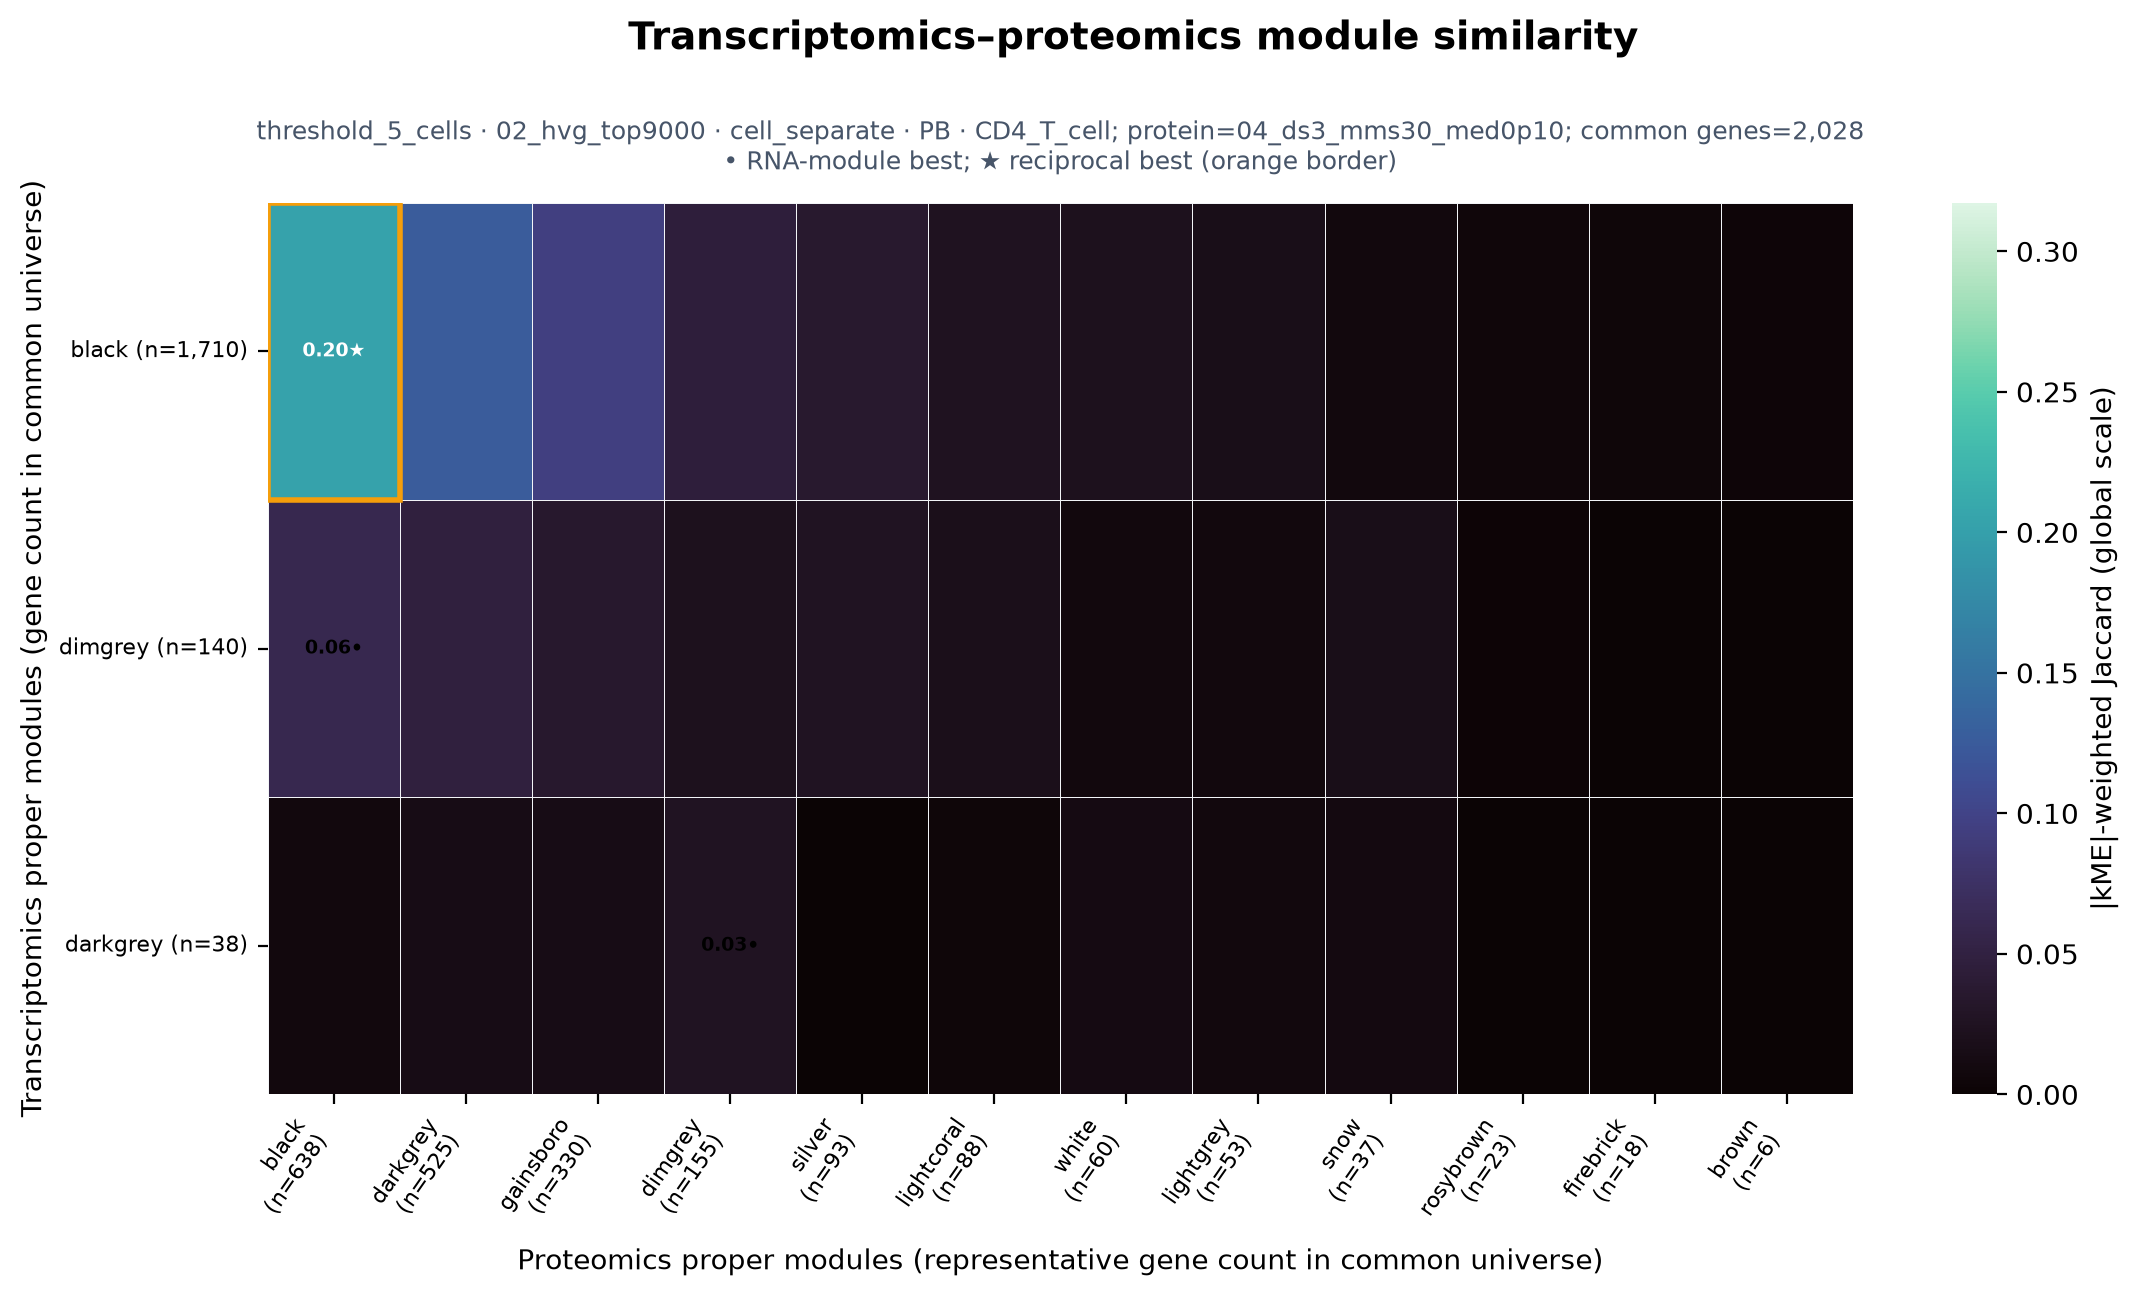 Transcriptomics–proteomics module similarity
threshold_5_cells · 02_hvg_top9000 · cell_separate · PB · CD4_T_cell; protein=04_ds3_mms30_med0p10; common genes=2,028
• RNA-module best; ★ reciprocal best (orange border)
Transcriptomics proper modules (gene count in common universe)
black (n=1,710)
dimgrey (n=140)
darkgrey (n=38)
0.20★
0.06•
0.03•
black
(n=638)
darkgrey
(n=525)
gainsboro
(n=330)
dimgrey
(n=155)
silver
(n=93)
lightcoral
(n=88)
white
(n=60)
lightgrey
(n=53)
snow
(n=37)
rosybrown
(n=23)
firebrick
(n=18)
brown
(n=6)
Proteomics proper modules (representative gene count in common universe)
0.30
0.25
0.20
0.15
0.10
0.05
0.00
|kME|-weighted Jaccard (global scale)